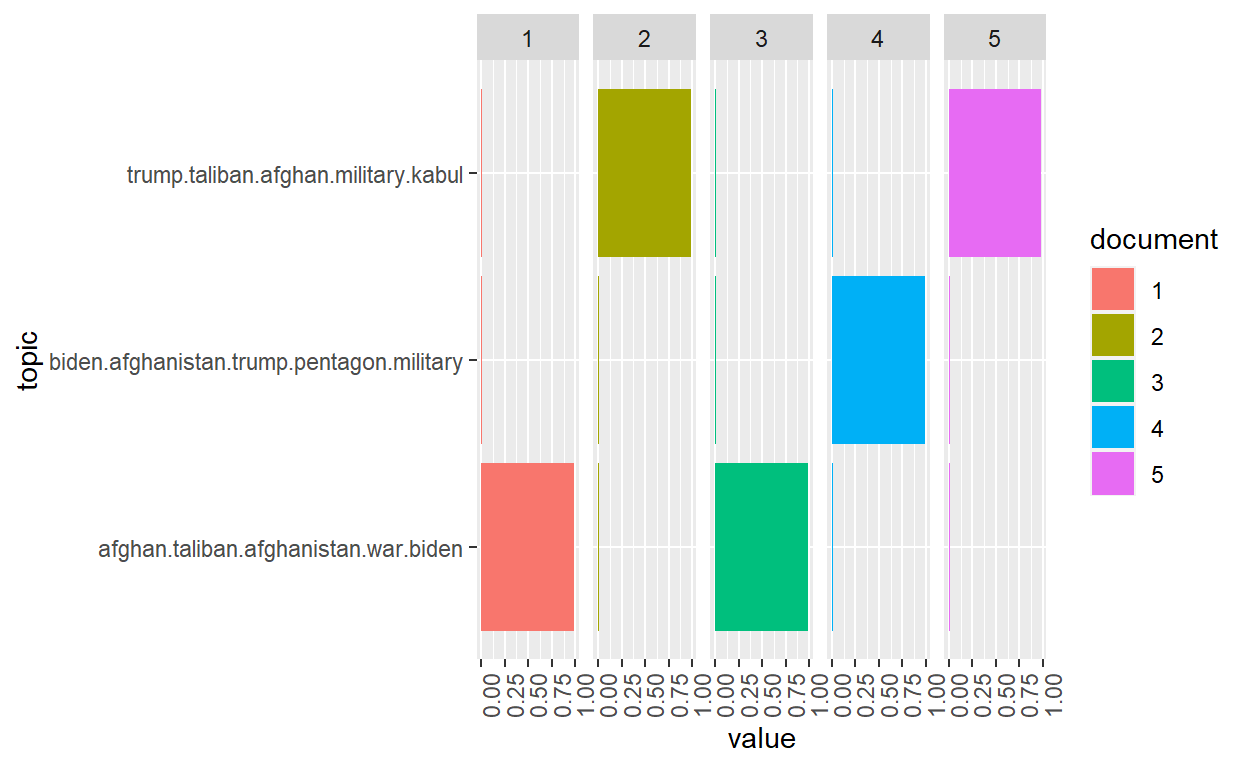 1
2
3
4
5
trump.taliban.afghan.military.kabul
biden.afghanistan.trump.pentagon.military
afghan.taliban.afghanistan.war.biden
topic
0.00 0.25 0.50 0.75 1.00
0.00 0.25 0.50 0.75 1.00
0.00 0.25 0.50 0.75 1.00
0.00 0.25 0.50 0.75 1.00
0.00 0.25 0.50 0.75 1.00
value
document
1
2
3
4
5